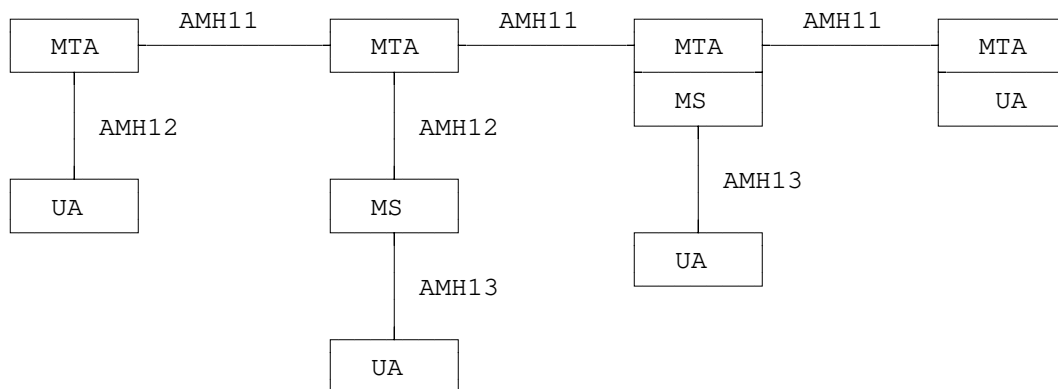 AMH11 AMH11 AMH11
MTA MTA MTA MTA
MS UA
AMH12 AMH12
AMH13
UA MS
UA
AMH13
UA